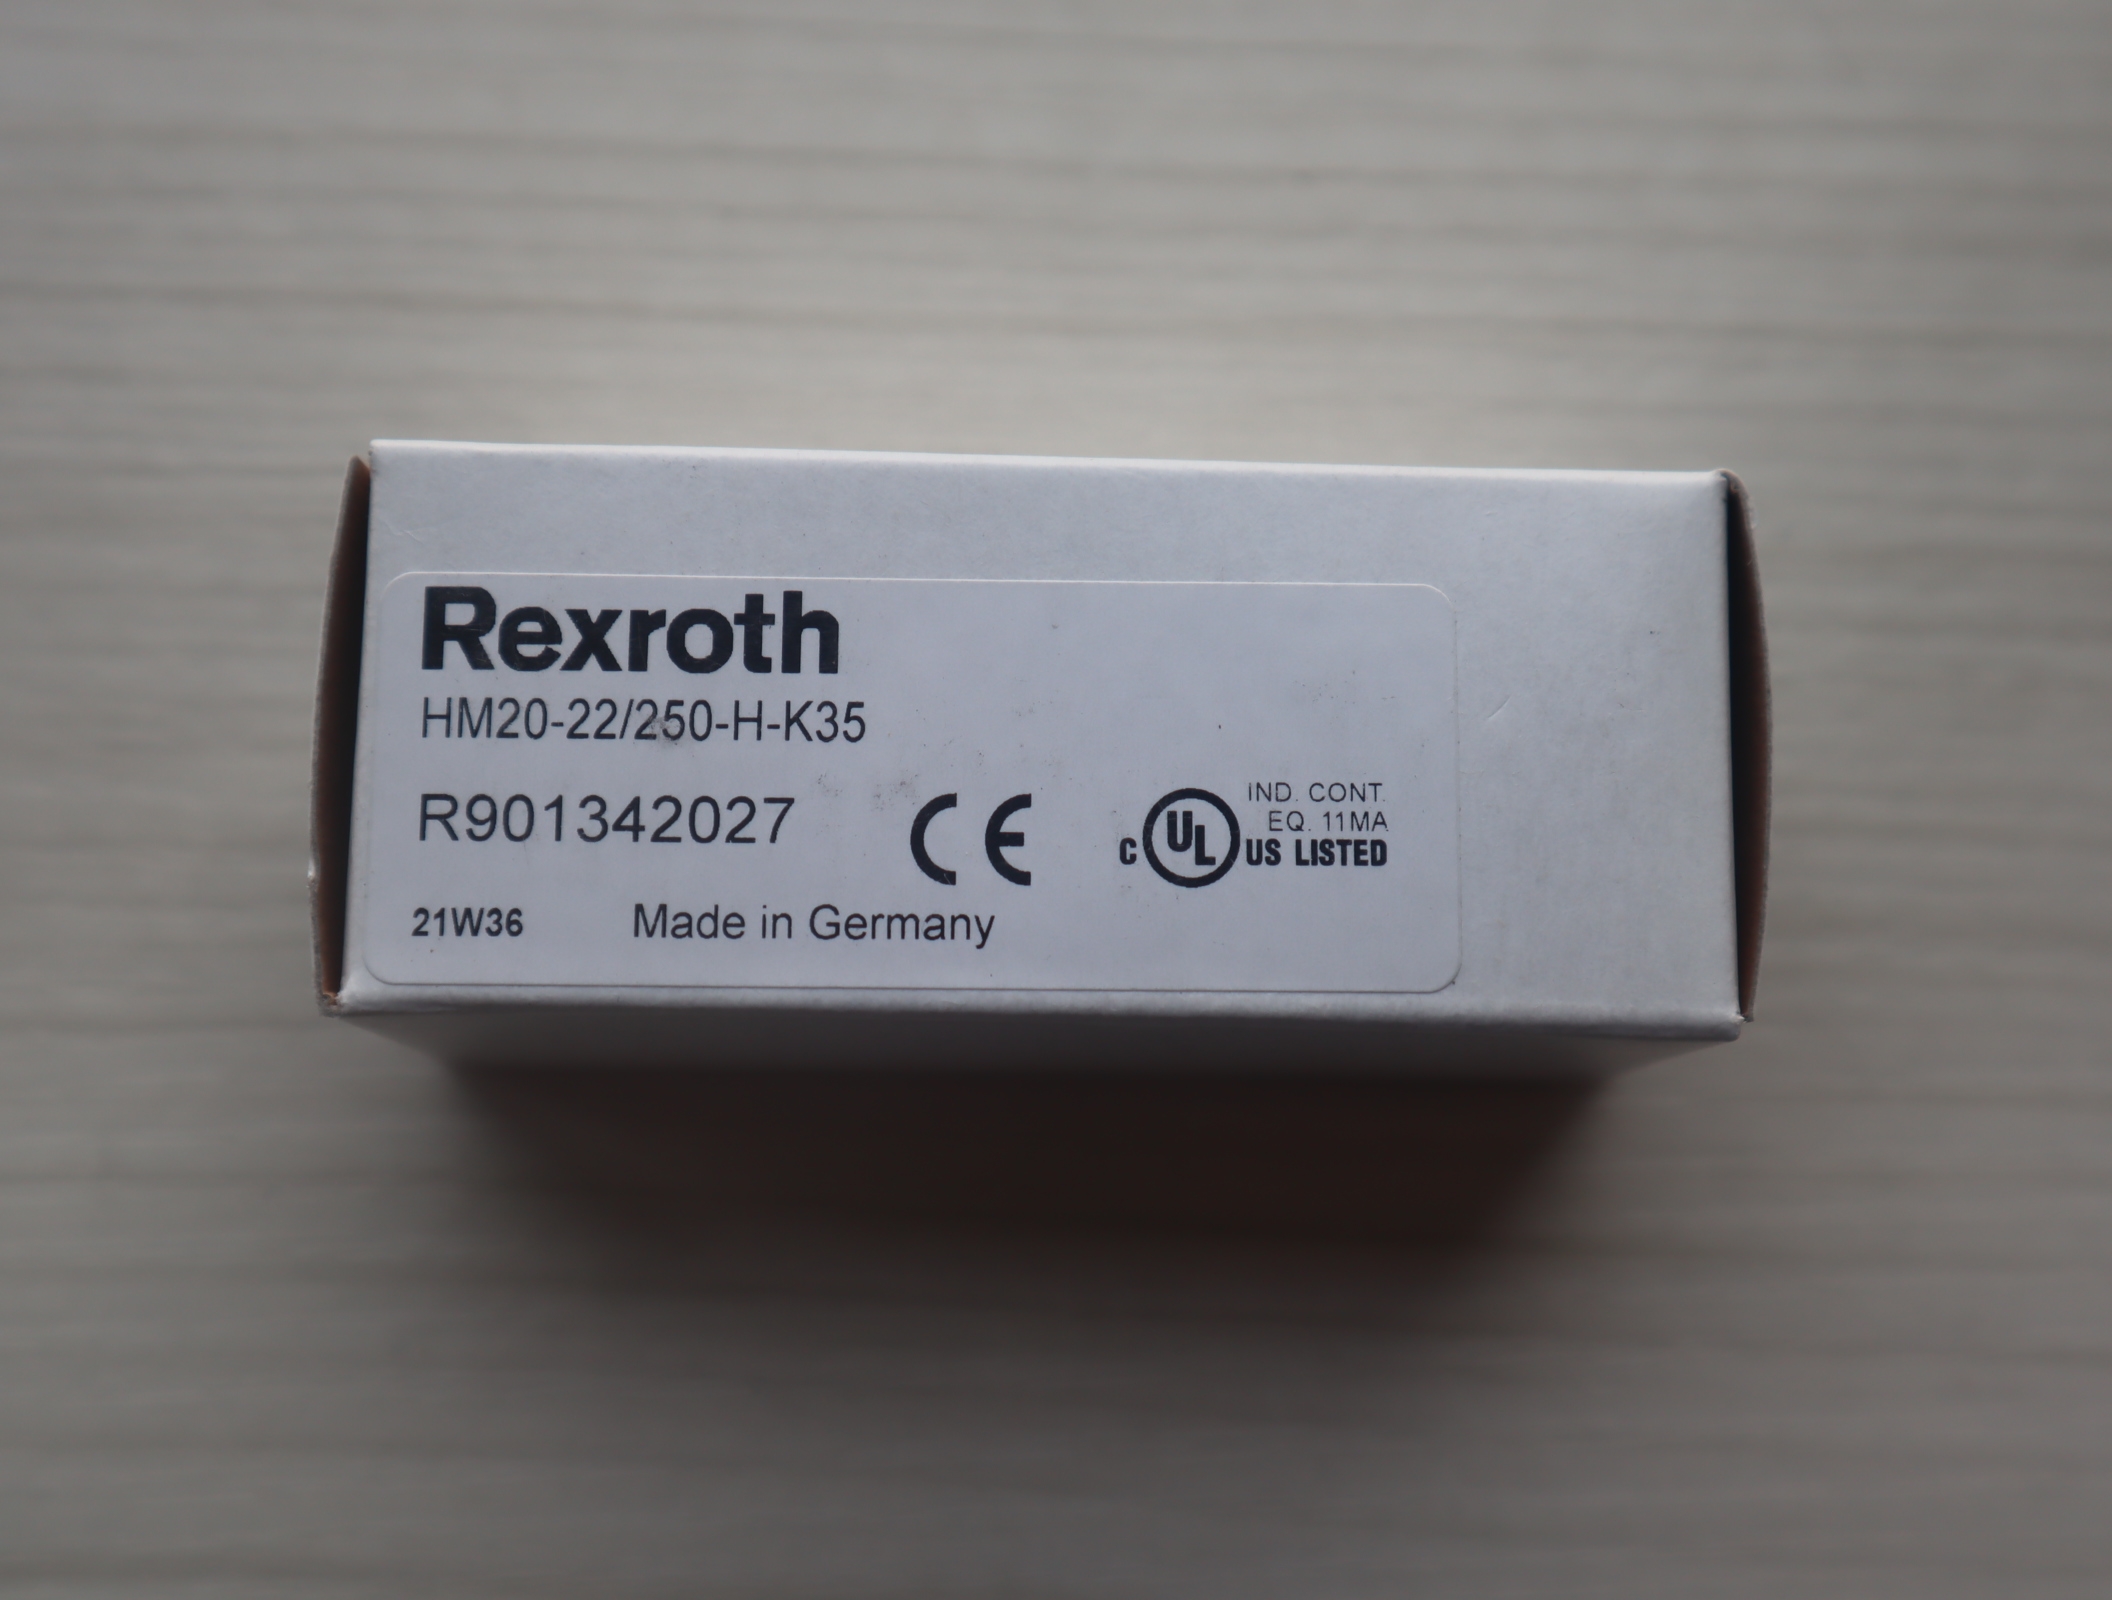 Rexroth
HM20-22/250-H-K35
R901342027
CE
C UL US LISTED
IND. CONT.
EQ. 11MA
21W36
Made in Germany